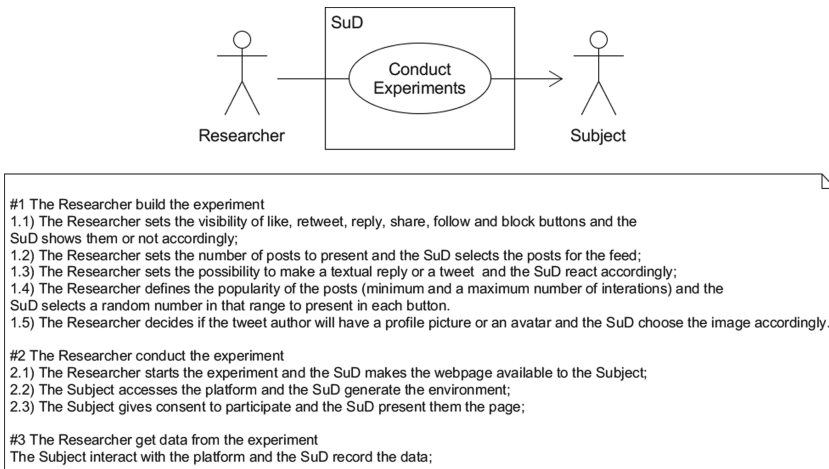 SuD
Conduct
Experiments
Researcher
Subject
#1 The Researcher build the experiment
1.1) The Researcher sets the visibility of like, retweet, reply, share, follow and block buttons and the
SuD shows them or not accordingly;
1.2) The Researcher sets the number of posts to present and the SuD selects the posts for the feed;
1.3) The Researcher sets the possibility to make a textual reply or a tweet and the SuD react accordingly;
1.4) The Researcher defines the popularity of the posts (minimum and a maximum number of interations) and the
SuD selects a random number in that range to present in each button.
1.5) The Researcher decides if the tweet author will have a profile picture or an avatar and the SuD choose the image accordingly.
#2 The Researcher conduct the experiment
2.1) The Researcher starts the experiment and the SuD makes the webpage available to the Subject;
2.2) The Subject accesses the platform and the SuD generate the environment;
2.3) The Subject gives consent to participate and the SuD present them the page;
#3 The Researcher get data from the experiment
The Subject interact with the platform and the SuD record the data;